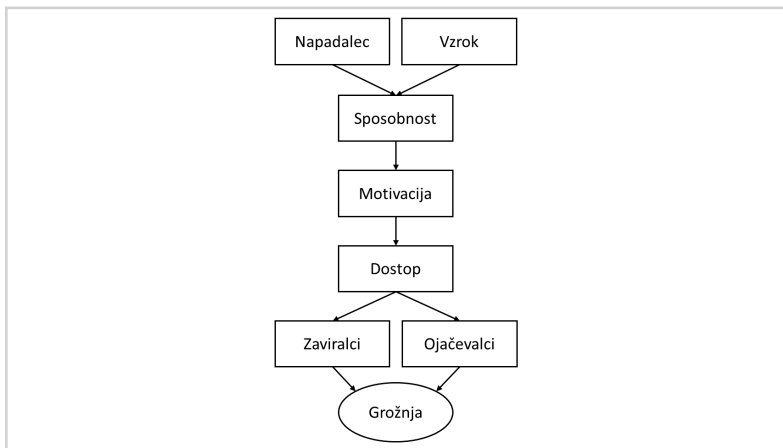 Napadalec
Vzrok
Sposobnost
Motivacija
Dostop
Zaviralci
Ojačevalci
Grožnja